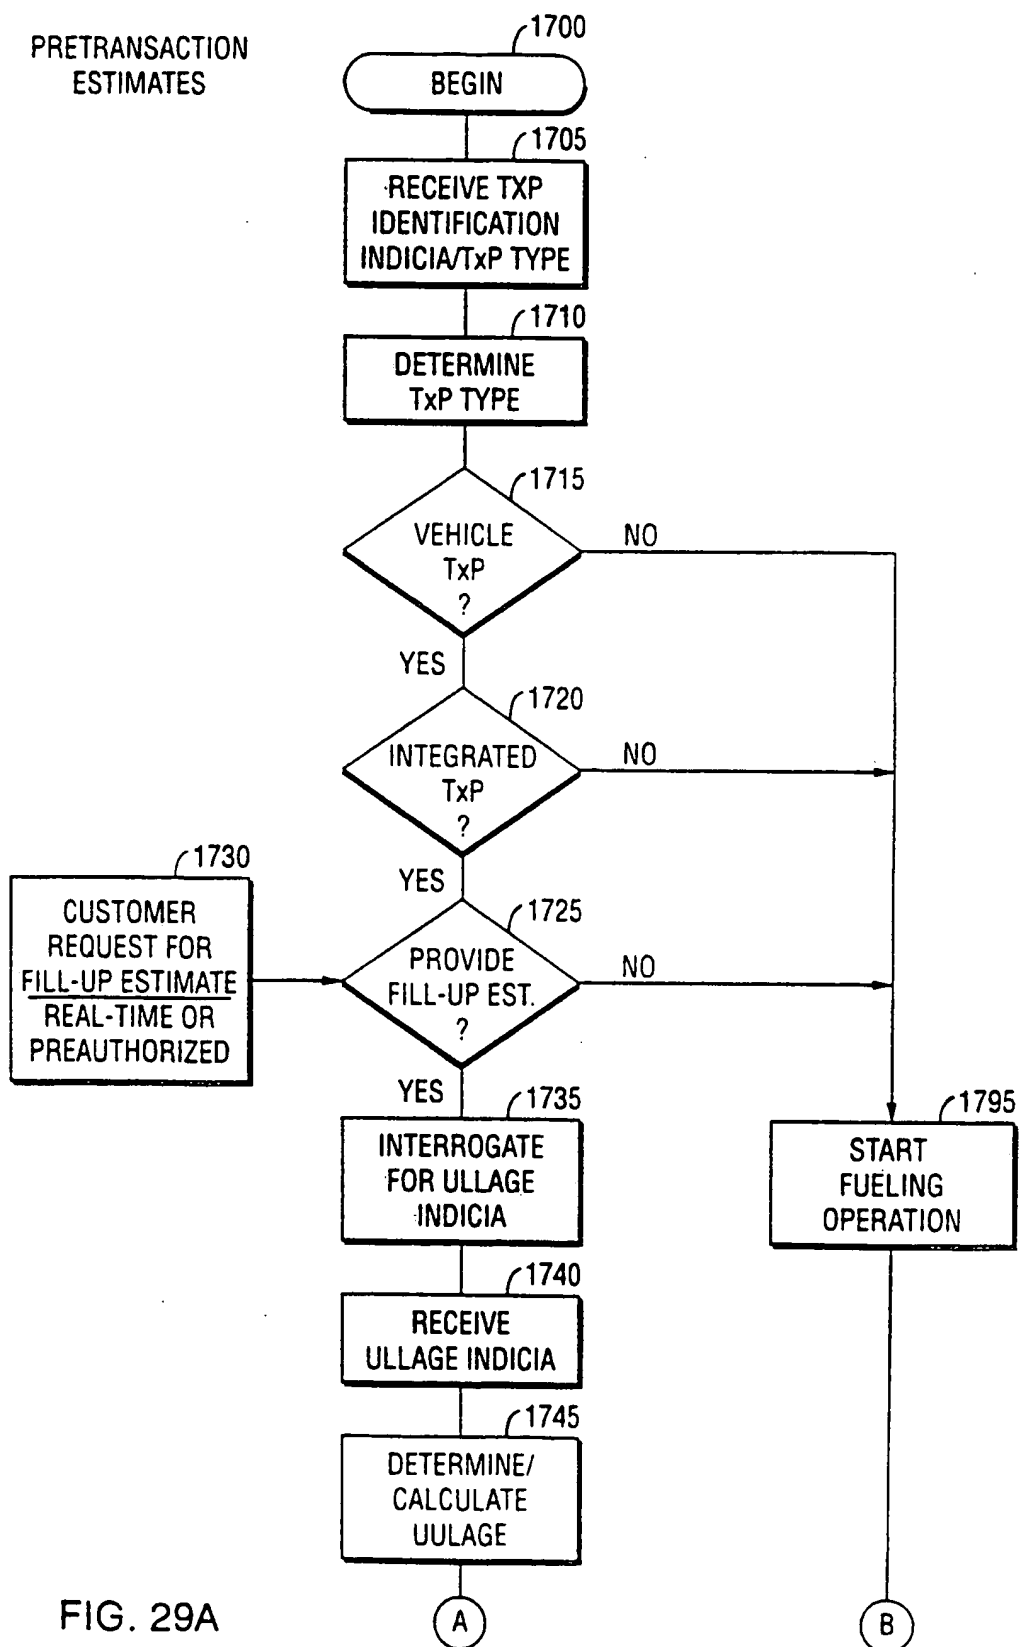 PRETRANSACTION
ESTIMATES
1700
BEGIN
1705
RECEIVE TXP
IDENTIFICATION
INDICIA/TxP TYPE
1710
DETERMINE
TxP TYPE
1715
VEHICLE
TxP
?
NO
YES
1720
INTEGRATED
TxP
?
NO
YES
1730
CUSTOMER
REQUEST FOR
FILL-UP ESTIMATE
REAL-TIME OR
PREAUTHORIZED
1725
PROVIDE
FILL-UP EST.
?
NO
YES
1735
INTERROGATE
FOR ULLAGE
INDICIA
1795
START
FUELING
OPERATION
1740
RECEIVE
ULLAGE INDICIA
1745
DETERMINE/
CALCULATE
UULAGE
FIG. 29A
A
B